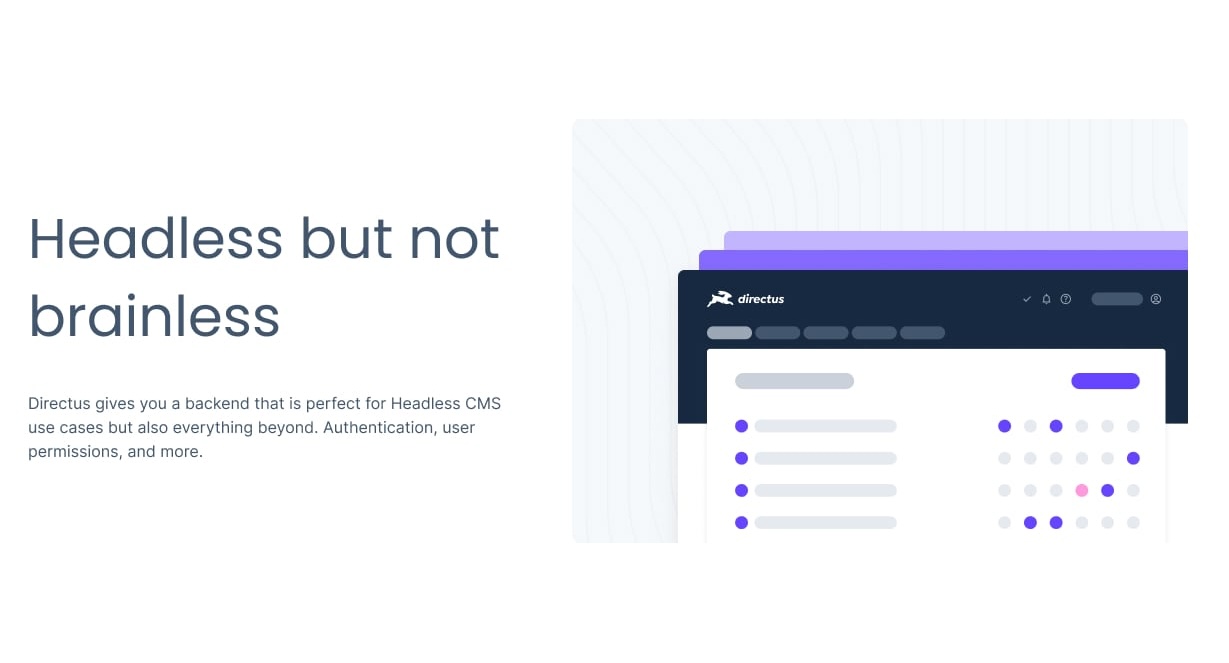 Headless but not
brainless
Directus gives you a backend that is perfect for Headless CMS
use cases but also everything beyond. Authentication, user
permissions, and more.
directus